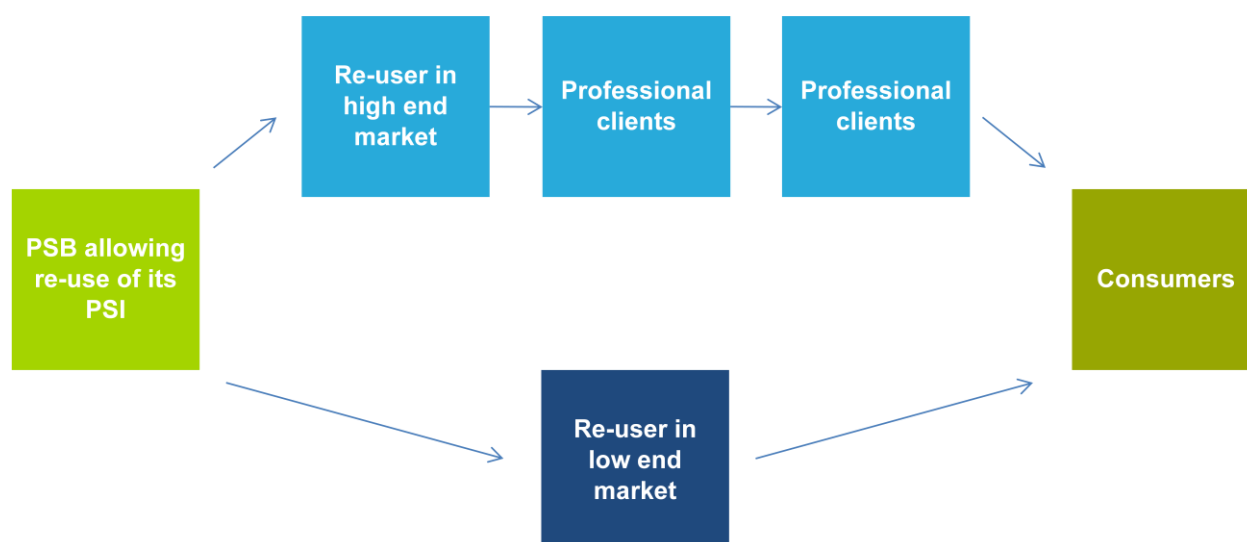 Re-user in
high end
market
Professional
clients
Professional
clients
PSB allowing
re-use of its
PSI
Consumers
Re-user in
low end
market